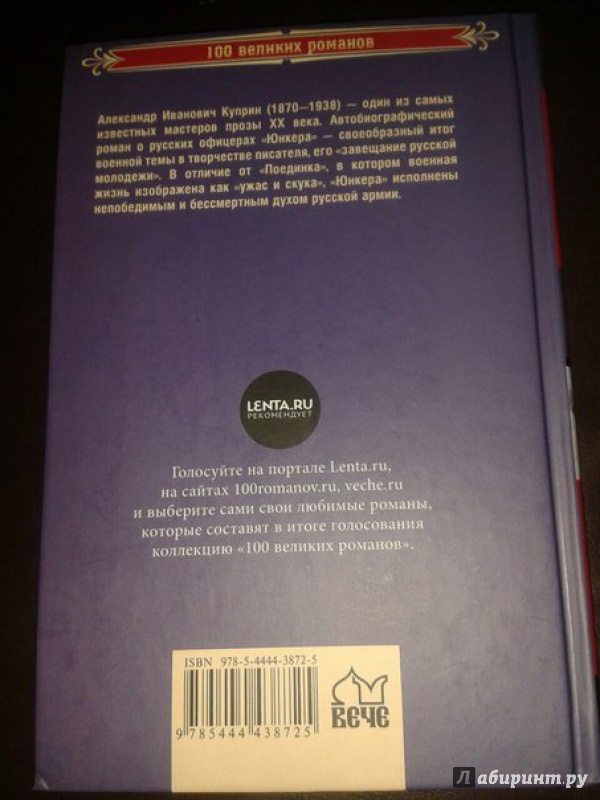 100 великих романов
Александр Иванович Куприн (1870—1938) — один из самых
известных мастеров прозы XX века. Автобиографический
роман о русских офицерах «Юнкера» — своеобразный итог
военной темы в творчестве писателя, его «завещание русской
молодежи». В отличие от «Поединка», в котором военная
жизнь изображена как «ужас и скука», «Юнкера» исполнены
непобедимым и бессмертным духом русской армии.
LENTA.RU
РЕКОМЕНДУЕТ
Голосуйте на портале Lenta.ru,
на сайтах 100romanov.ru, veche.ru
и выберите сами свои любимые романы,
которые составят в итоге голосования
коллекцию «100 великих романов».
ISBN 978-5-4444-3872-5
9 785444 438725
ВЕЧЕ
Лабиринт.ру